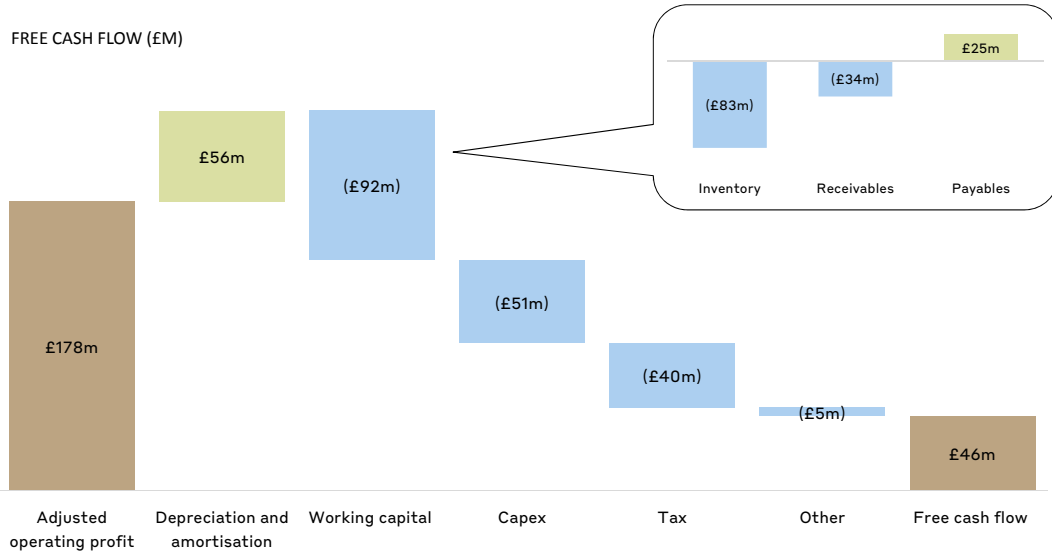 FREE CASH FLOW (£M)
£25m
(£34m)
(£83m)
Inventory
Receivables
Payables
£56m
(£92m)
(£51m)
£178m
(£40m)
(£5m)
£46m
Adjusted
operating profit
Depreciation and
amortisation
Working capital
Capex
Tax
Other
Free cash flow